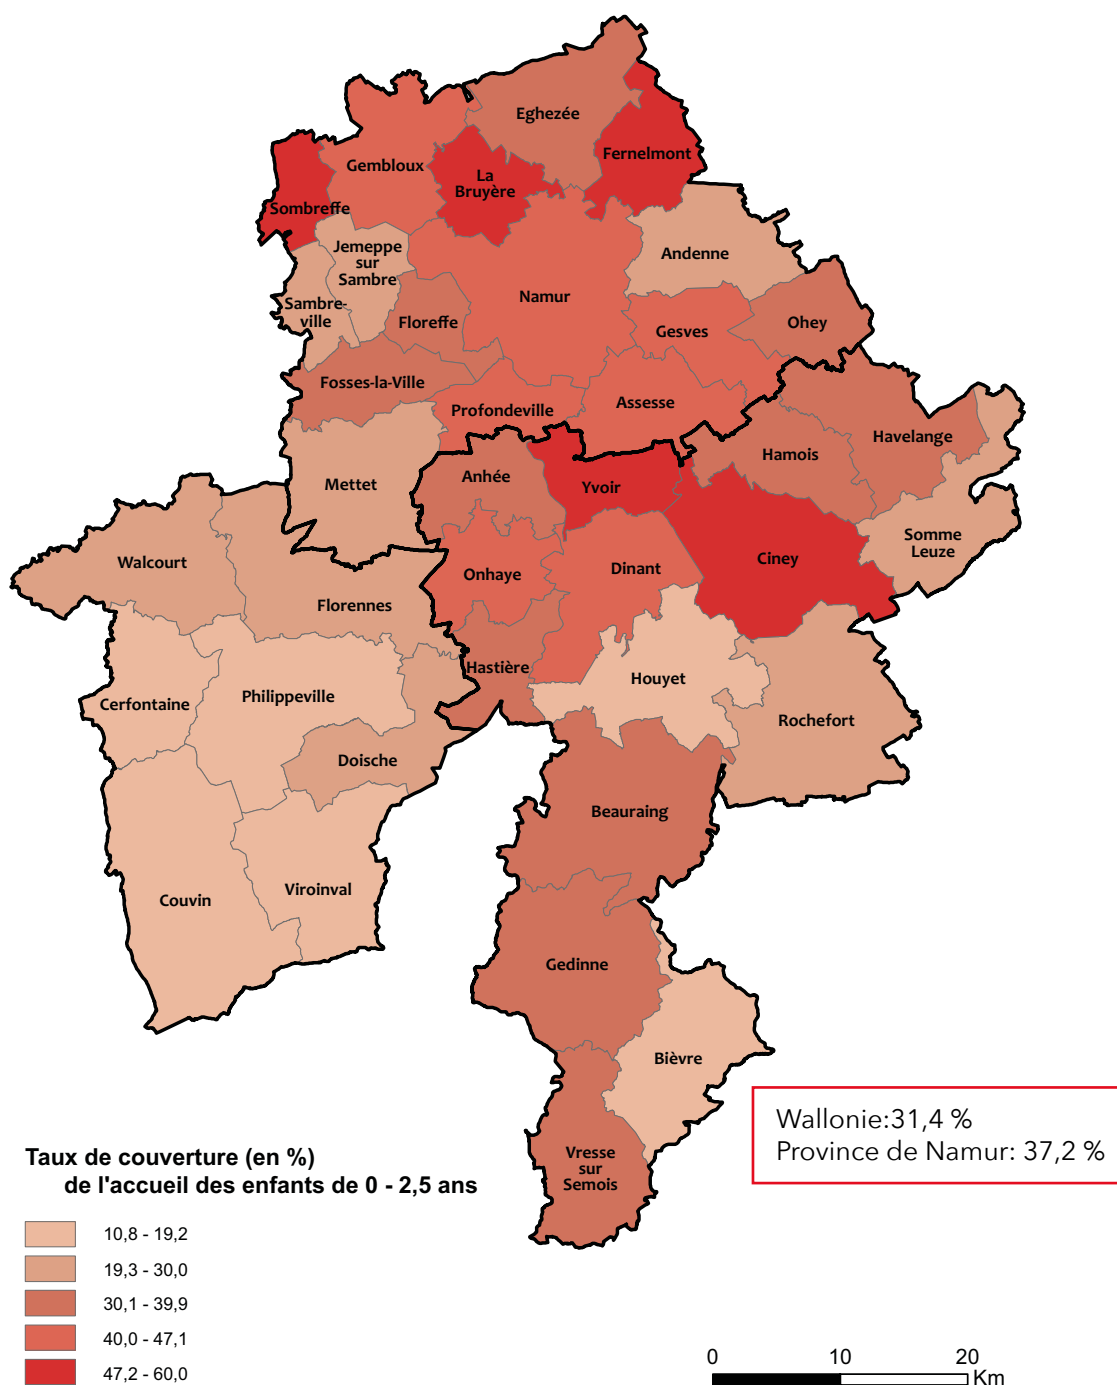 Eghezée
Fernelmont
Gembloux
La
Bruyère
Sombreffe
Jemeppe
sur
Sambre
Andenne
Namur
Sambre-
ville
Floreffe
Gesves
Ohey
Fosses-la-Ville
Profondeville
Assesse
Havelange
Hamois
Mettet
Anhée
Yvoir
Somme
Leuze
Walcourt
Onhaye
Dinant
Ciney
Florennes
Hastière
Houyet
Philippeville
Cerfontaine
Rochefort
Doische
Beauraing
Viroinval
Couvin
Gedinne
Bièvre
Vresse
sur
Semois
Wallonie:31,4 %
Province de Namur: 37,2 %
Taux de couverture (en %)
de l'accueil des enfants de 0 - 2,5 ans
10,8 - 19,2
19,3 - 30,0
30,1 - 39,9
40,0 - 47,1
47,2 - 60,0
0 10 20
Km